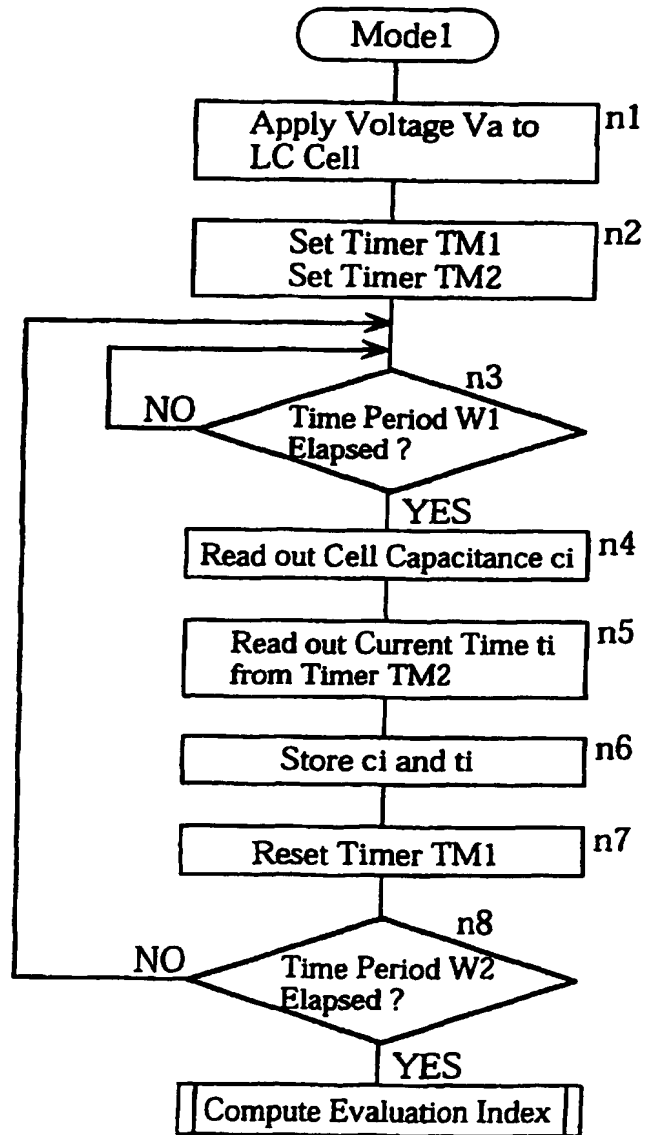 Mode1
Apply Voltage Va to
LC Cell
n1
Set Timer TM1
Set Timer TM2
n2
n3
NO
Time Period W1
Elapsed ?
YES
Read out Cell Capacitance ci
n4
Read out Current Time ti
from Timer TM2
n5
Store ci and ti
n6
Reset Timer TM1
n7
n8
NO
Time Period W2
Elapsed ?
YES
Compute Evaluation Index